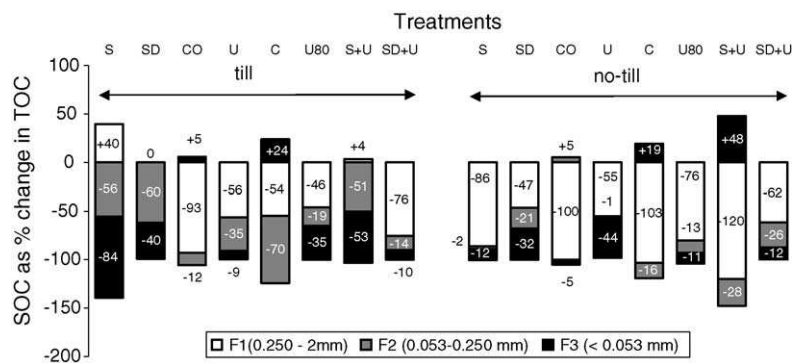 Treatments
S SD CO U C U80 S+U SD+U S SD CO U C U80 S+U SD+U
till no-till
SOC as % change in TOC
100
50
0
-50
-100
-150
-200
+40 -56 -84
0 -60 -40
+5 -93 -12
-56 -35 -9
+24 -54 -70
-46 -19 -35
+4 -51 -53
-76 -14 -10
-86 -2 -12
-47 -21 -32
+5 -100 -5
-55 -1 -44
+19 -103 -16
-76 -13 -11
+48 -120 -28
-62 -26 -12
F1(0.250 - 2mm) F2 (0.053-0.250 mm) F3 (< 0.053 mm)